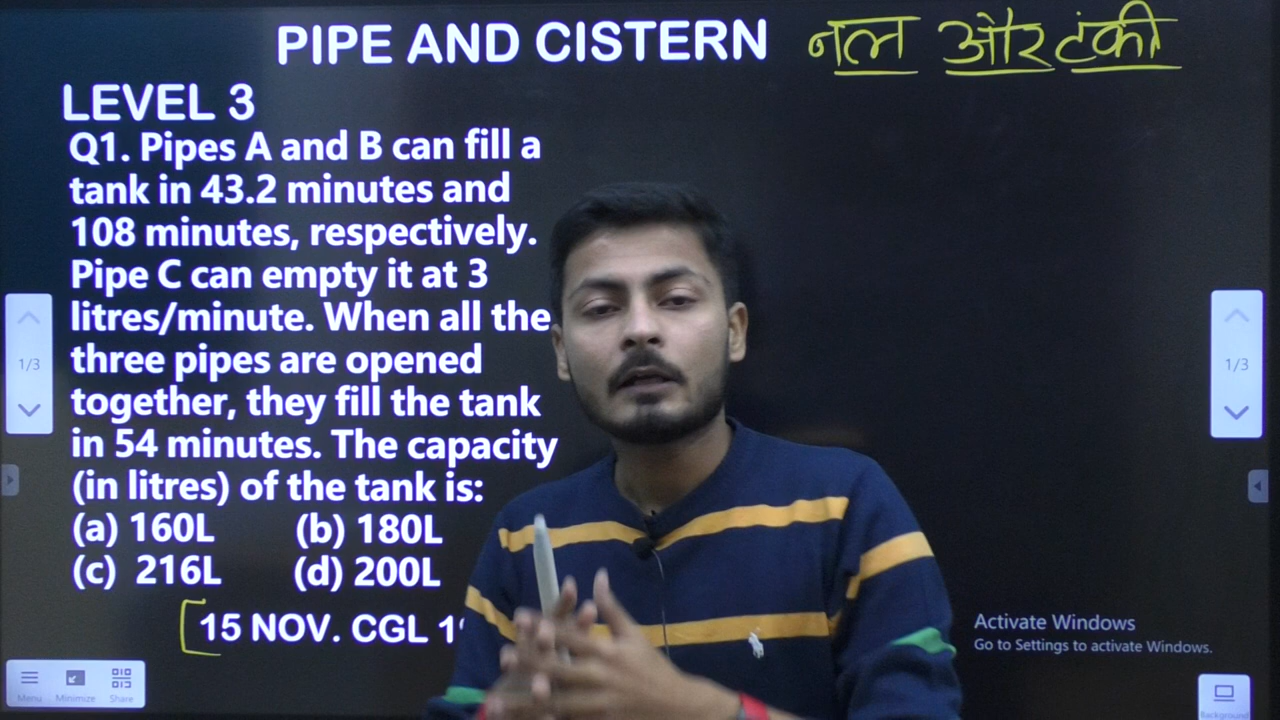 PIPE AND CISTERN नल और टंकी
LEVEL 3
Q1. Pipes A and B can fill a
tank in 43.2 minutes and
108 minutes, respectively.
Pipe C can empty it at 3
litres/minute. When all the
three pipes are opened
together, they fill the tank
in 54 minutes. The capacity
(in litres) of the tank is:
(a) 160L (b) 180L
(c) 216L (d) 200L
[15 NOV. CGL
1/3
1/3
Activate Windows
Go to Settings to activate Windows.
Menu Minimize Share
Background